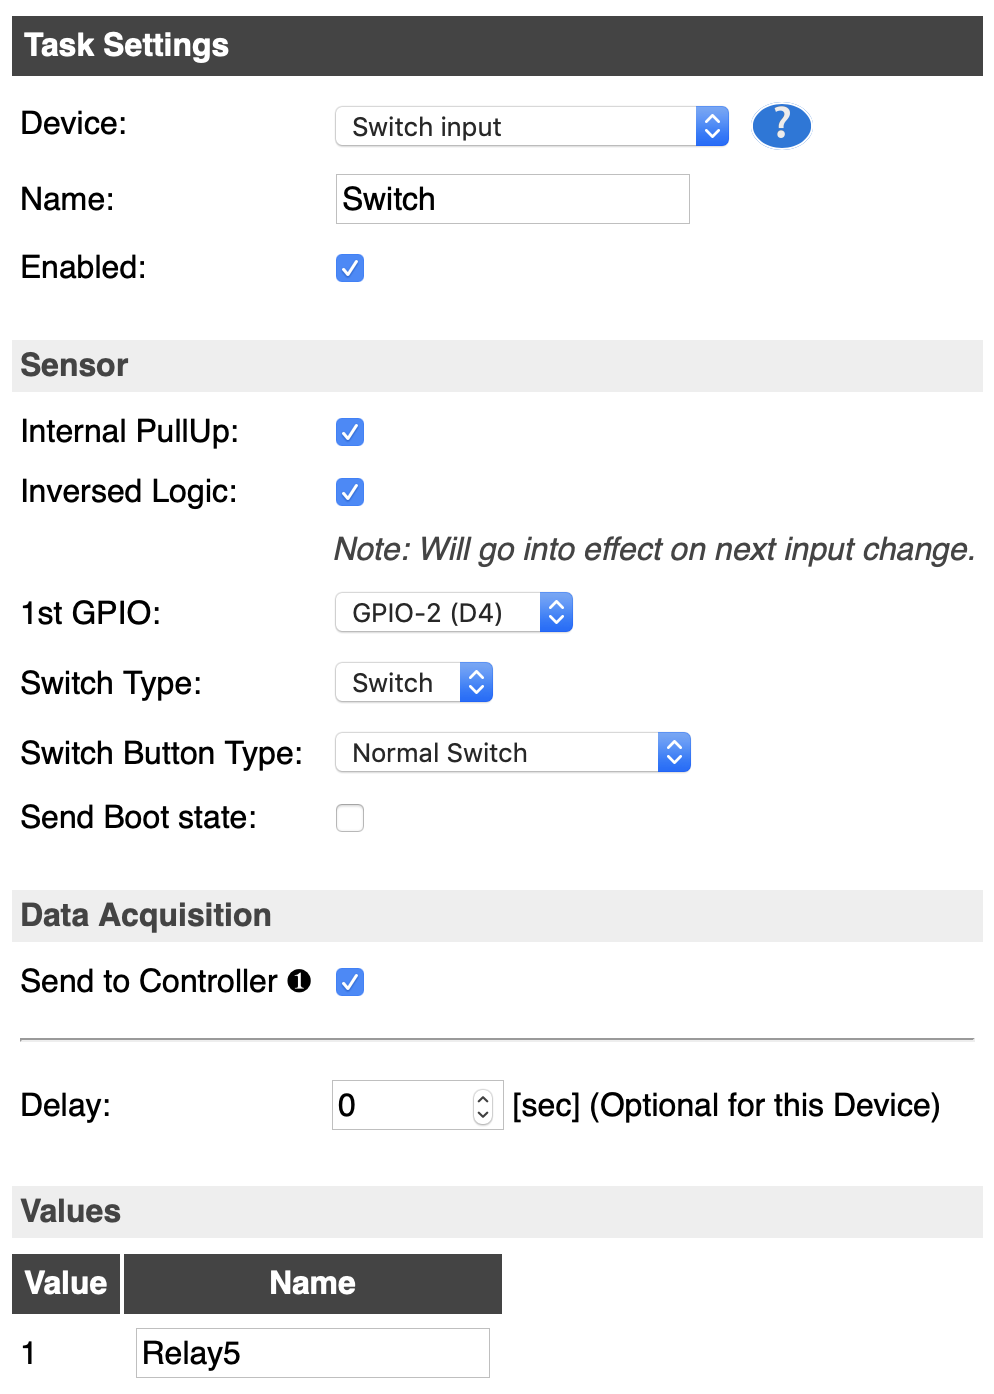 Task Settings
Device: Switch input ?
Name: Switch
Enabled:
Sensor
Internal PullUp:
Inversed Logic:
Note: Will go into effect on next input change.
1st GPIO: GPIO-2 (D4)
Switch Type: Switch
Switch Button Type: Normal Switch
Send Boot state:
Data Acquisition
Send to Controller ❶
Delay: 0 [sec] (Optional for this Device)
Values
Value Name
1 Relay5